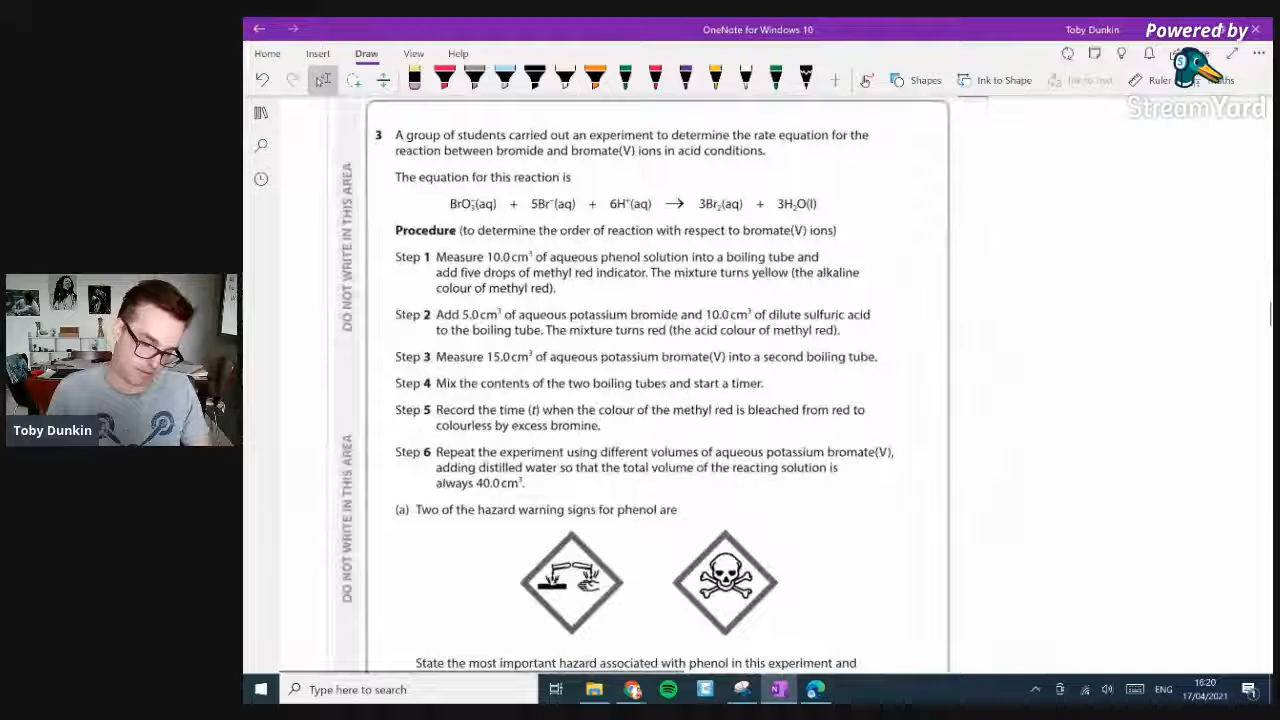 OneNote for Windows 10
Toby Dunkin
Powered by
StreamYard
Home Insert Draw View Help
Shapes Ink to Shape Ink to Text Ruler
DO NOT WRITE IN THIS AREA
DO NOT WRITE IN THIS AREA
3 A group of students carried out an experiment to determine the rate equation for the
reaction between bromide and bromate(V) ions in acid conditions.
The equation for this reaction is
BrO₃⁻(aq) + 5Br⁻(aq) + 6H⁺(aq) → 3Br₂(aq) + 3H₂O(l)
Procedure (to determine the order of reaction with respect to bromate(V) ions)
Step 1 Measure 10.0 cm³ of aqueous phenol solution into a boiling tube and
add five drops of methyl red indicator. The mixture turns yellow (the alkaline
colour of methyl red).
Step 2 Add 5.0 cm³ of aqueous potassium bromide and 10.0 cm³ of dilute sulfuric acid
to the boiling tube. The mixture turns red (the acid colour of methyl red).
Step 3 Measure 15.0 cm³ of aqueous potassium bromate(V) into a second boiling tube.
Step 4 Mix the contents of the two boiling tubes and start a timer.
Step 5 Record the time (t) when the colour of the methyl red is bleached from red to
colourless by excess bromine.
Step 6 Repeat the experiment using different volumes of aqueous potassium bromate(V),
adding distilled water so that the total volume of the reacting solution is
always 40.0 cm³.
(a) Two of the hazard warning signs for phenol are
State the most important hazard associated with phenol in this experiment and
Toby Dunkin
Type here to search
ENG
16:20
17/04/2021